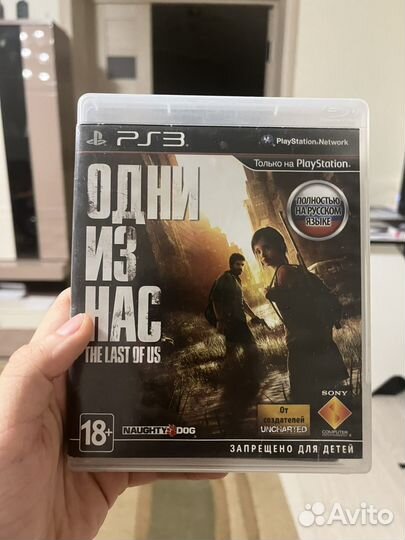 PS3
PlayStation Network
Только на PlayStation
ОДНИ
ИЗ
НАС
THE LAST OF US
ПОЛНОСТЬЮ
НА РУССКОМ
ЯЗЫКЕ
18+
NAUGHTY DOG
От
создателей
UNCHARTED
SONY
COMPUTER
ЗАПРЕЩЕНО ДЛЯ ДЕТЕЙ
Avito